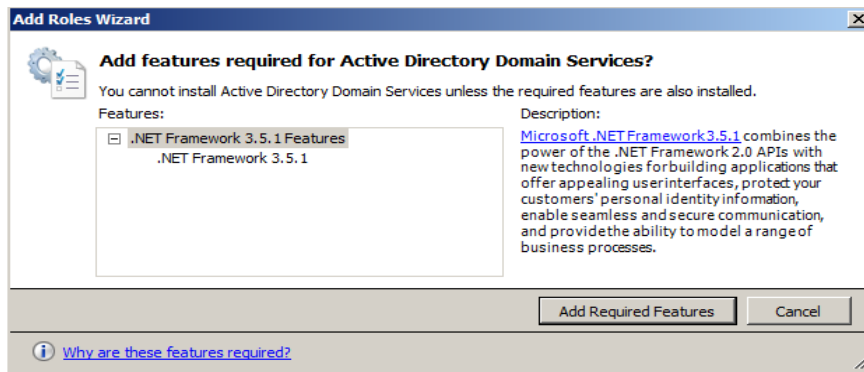 Add Roles Wizard
Add features required for Active Directory Domain Services?
You cannot install Active Directory Domain Services unless the required features are also installed.
Features:
.NET Framework 3.5.1 Features
.NET Framework 3.5.1
Description:
Microsoft .NET Framework 3.5.1 combines the
power of the .NET Framework 2.0 APIs with
new technologies for building applications that
offer appealing user interfaces, protect your
customers' personal identity information,
enable seamless and secure communication,
and provide the ability to model a range of
business processes.
Add Required Features
Cancel
Why are these features required?